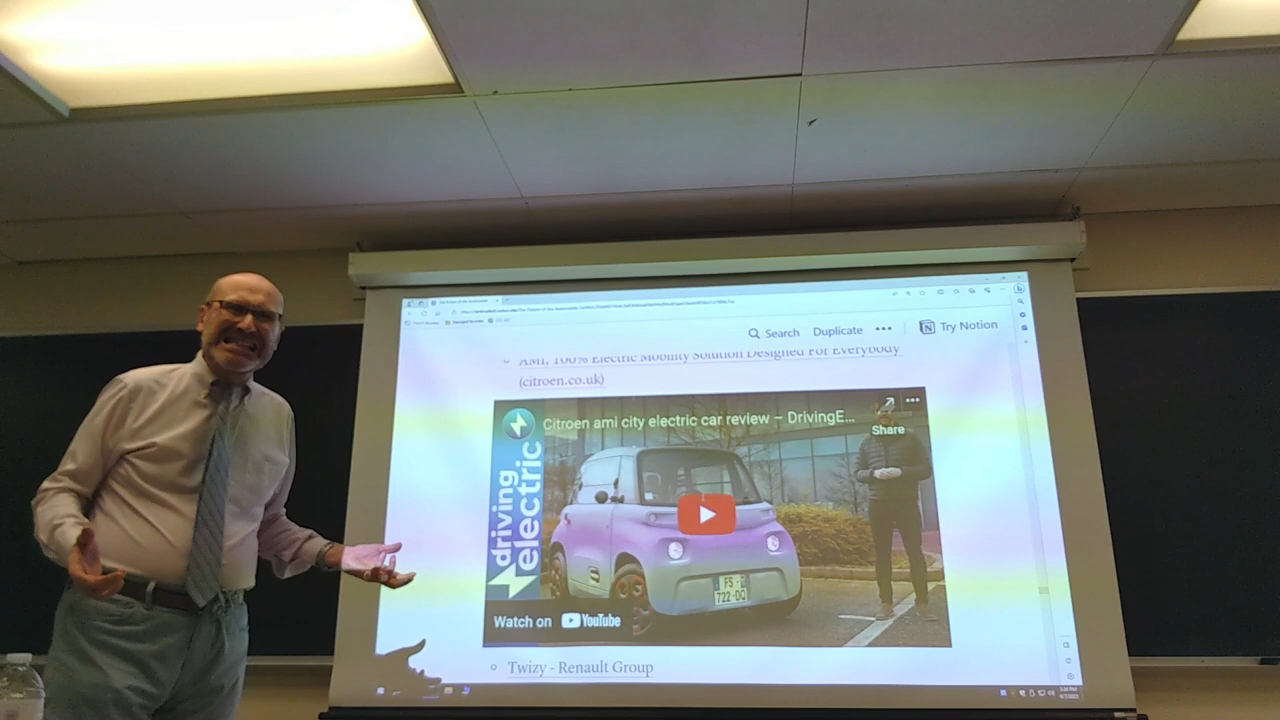 Search Duplicate ••• Try Notion
AMI, 100% Electric Mobility Solution Designed For Everybody
(citroen.co.uk)
Citroen ami city electric car review – DrivingE...
Share
driving
electric
FS
722-DQ
Watch on YouTube
Twizy - Renault Group